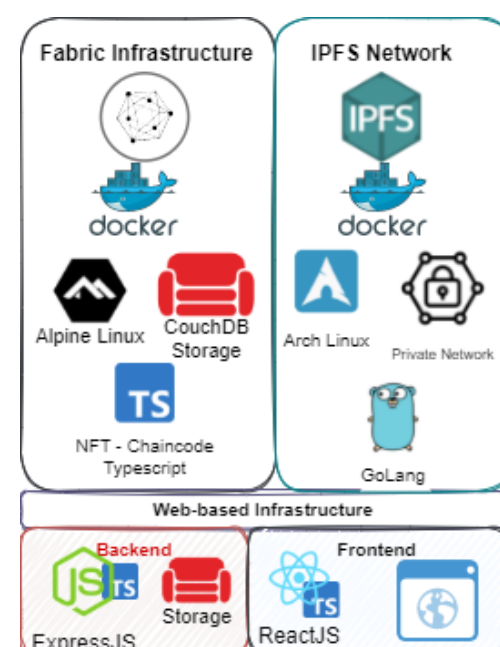 Fabric Infrastructure
IPFS Network
IPFS
docker
docker
Alpine Linux
CouchDB
Storage
Arch Linux
Private Network
TS
NFT - Chaincode
Typescript
GoLang
Web-based Infrastructure
Backend
JS
TS
Storage
ExpressJS
Frontend
TS
ReactJS